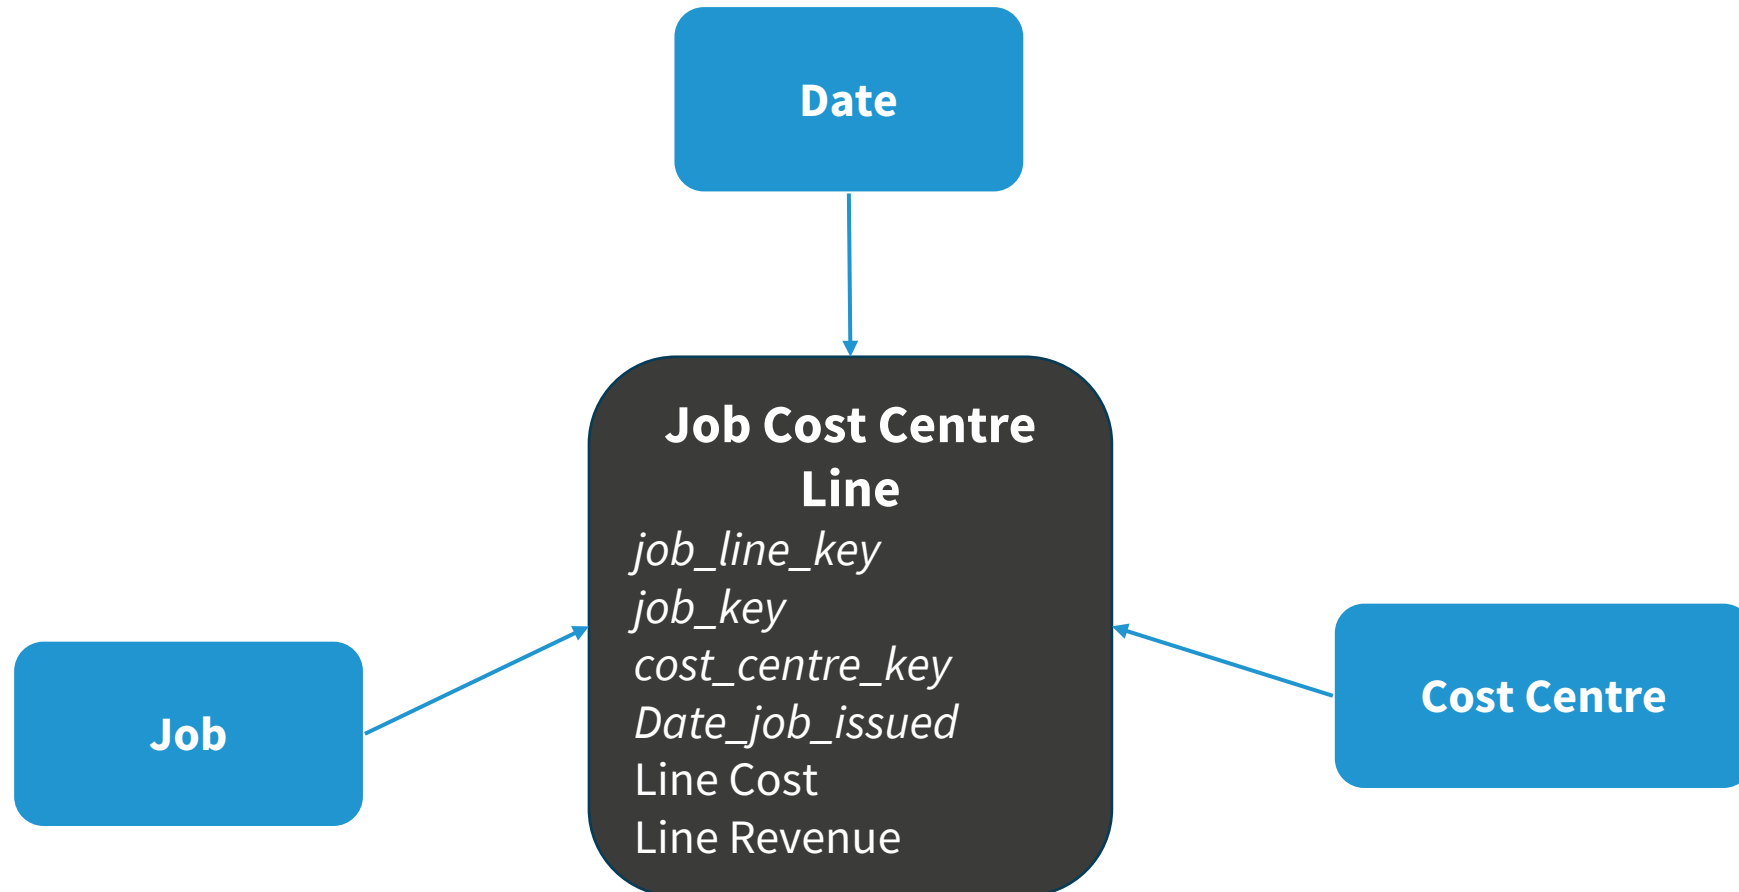 Date
Job Cost Centre
Line
job_line_key
job_key
cost_centre_key
Date_job_issued
Line Cost
Line Revenue
Job
Cost Centre